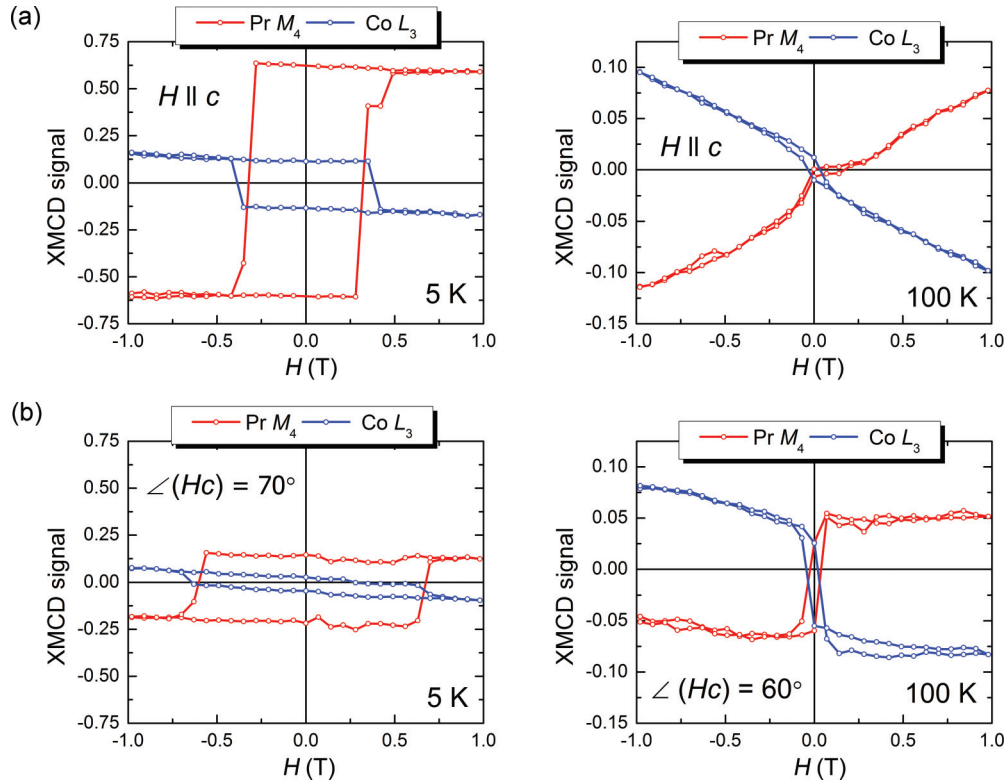 (a)
Pr M4 Co L3
0.75
0.50
0.25
0.00
-0.25
-0.50
-0.75
XMCD signal
H ll c
5 K
-1.0 -0.5 0.0 0.5 1.0
H (T)
Pr M4 Co L3
0.10
0.05
0.00
-0.05
-0.10
-0.15
XMCD signal
H ll c
100 K
-1.0 -0.5 0.0 0.5 1.0
H (T)
(b)
Pr M4 Co L3
0.75
0.50
0.25
0.00
-0.25
-0.50
-0.75
XMCD signal
∠(Hc) = 70°
5 K
-1.0 -0.5 0.0 0.5 1.0
H (T)
Pr M4 Co L3
0.10
0.05
0.00
-0.05
-0.10
-0.15
XMCD signal
∠ (Hc) = 60°
100 K
-1.0 -0.5 0.0 0.5 1.0
H (T)